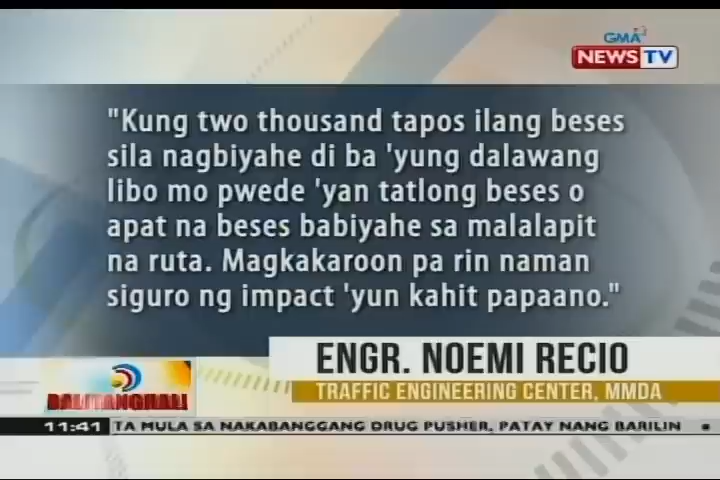 GMA
NEWS TV
"Kung two thousand tapos ilang beses
sila nagbiyahe di ba 'yung dalawang
libo mo pwede 'yan tatlong beses o
apat na beses babiyahe sa malalapit
na ruta. Magkakaroon pa rin naman
siguro ng impact 'yun kahit papaano."
ENGR. NOEMI RECIO
TRAFFIC ENGINEERING CENTER, MMDA
BALITANGHALI
11:41 TA MULA SA NAKABANGGANG DRUG PUSHER, PATAY NANG BARILIN